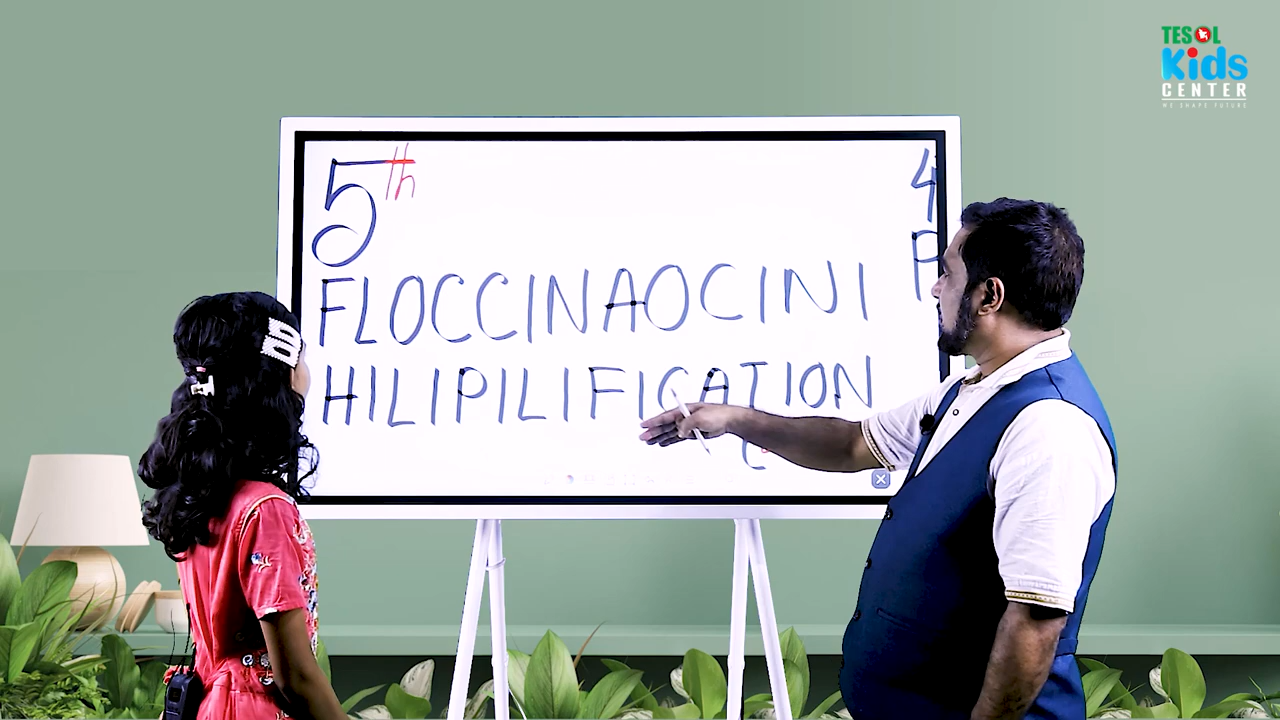 TESOL
Kids
CENTER
WE SHAPE FUTURE
5th
4
P
FLOCCINAOCINI
HILIPILIFICATION